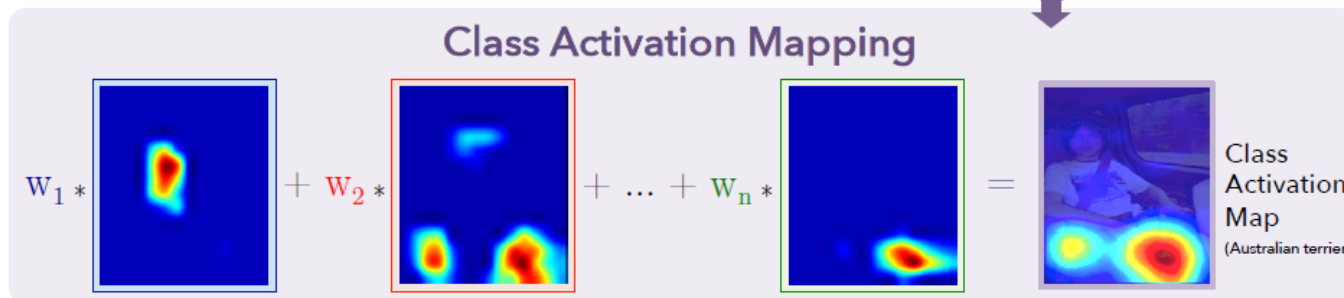 Class Activation Mapping
w1 * + w2 * + ... + wn * =
Class
Activation
Map
(Australian terrier